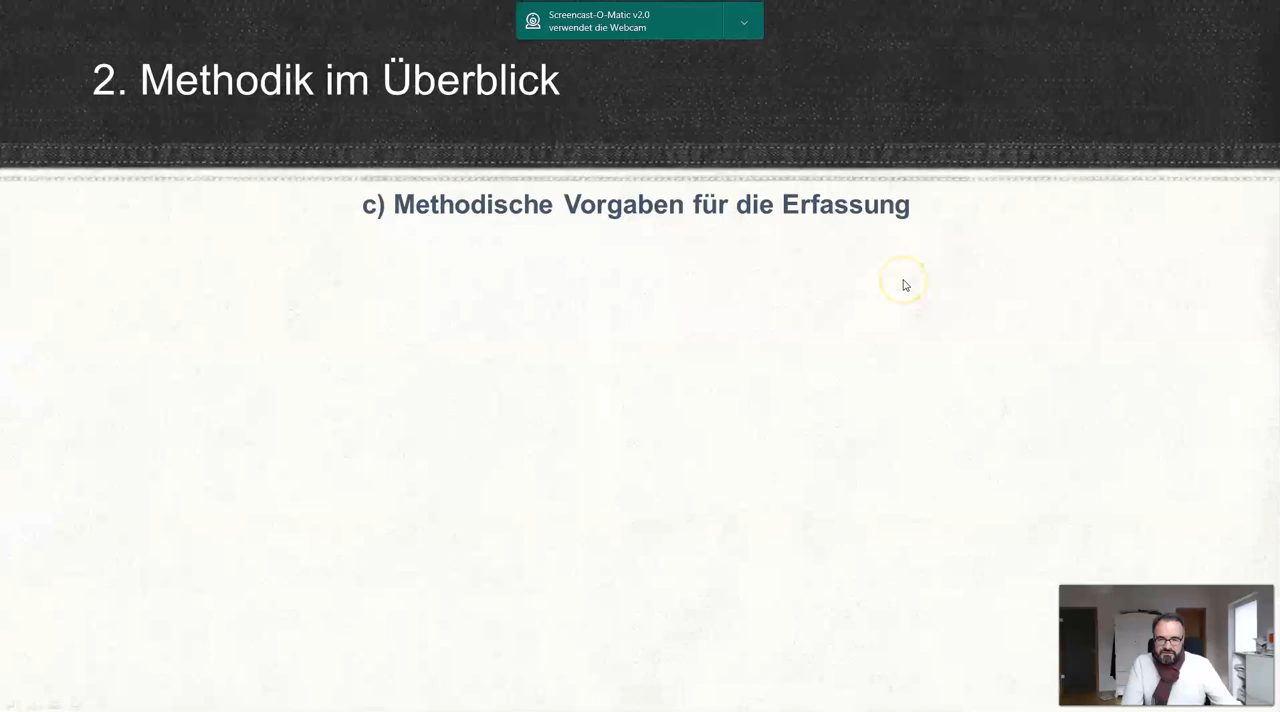 Screencast-O-Matic v2.0
verwendet die Webcam
2. Methodik im Überblick
c) Methodische Vorgaben für die Erfassung